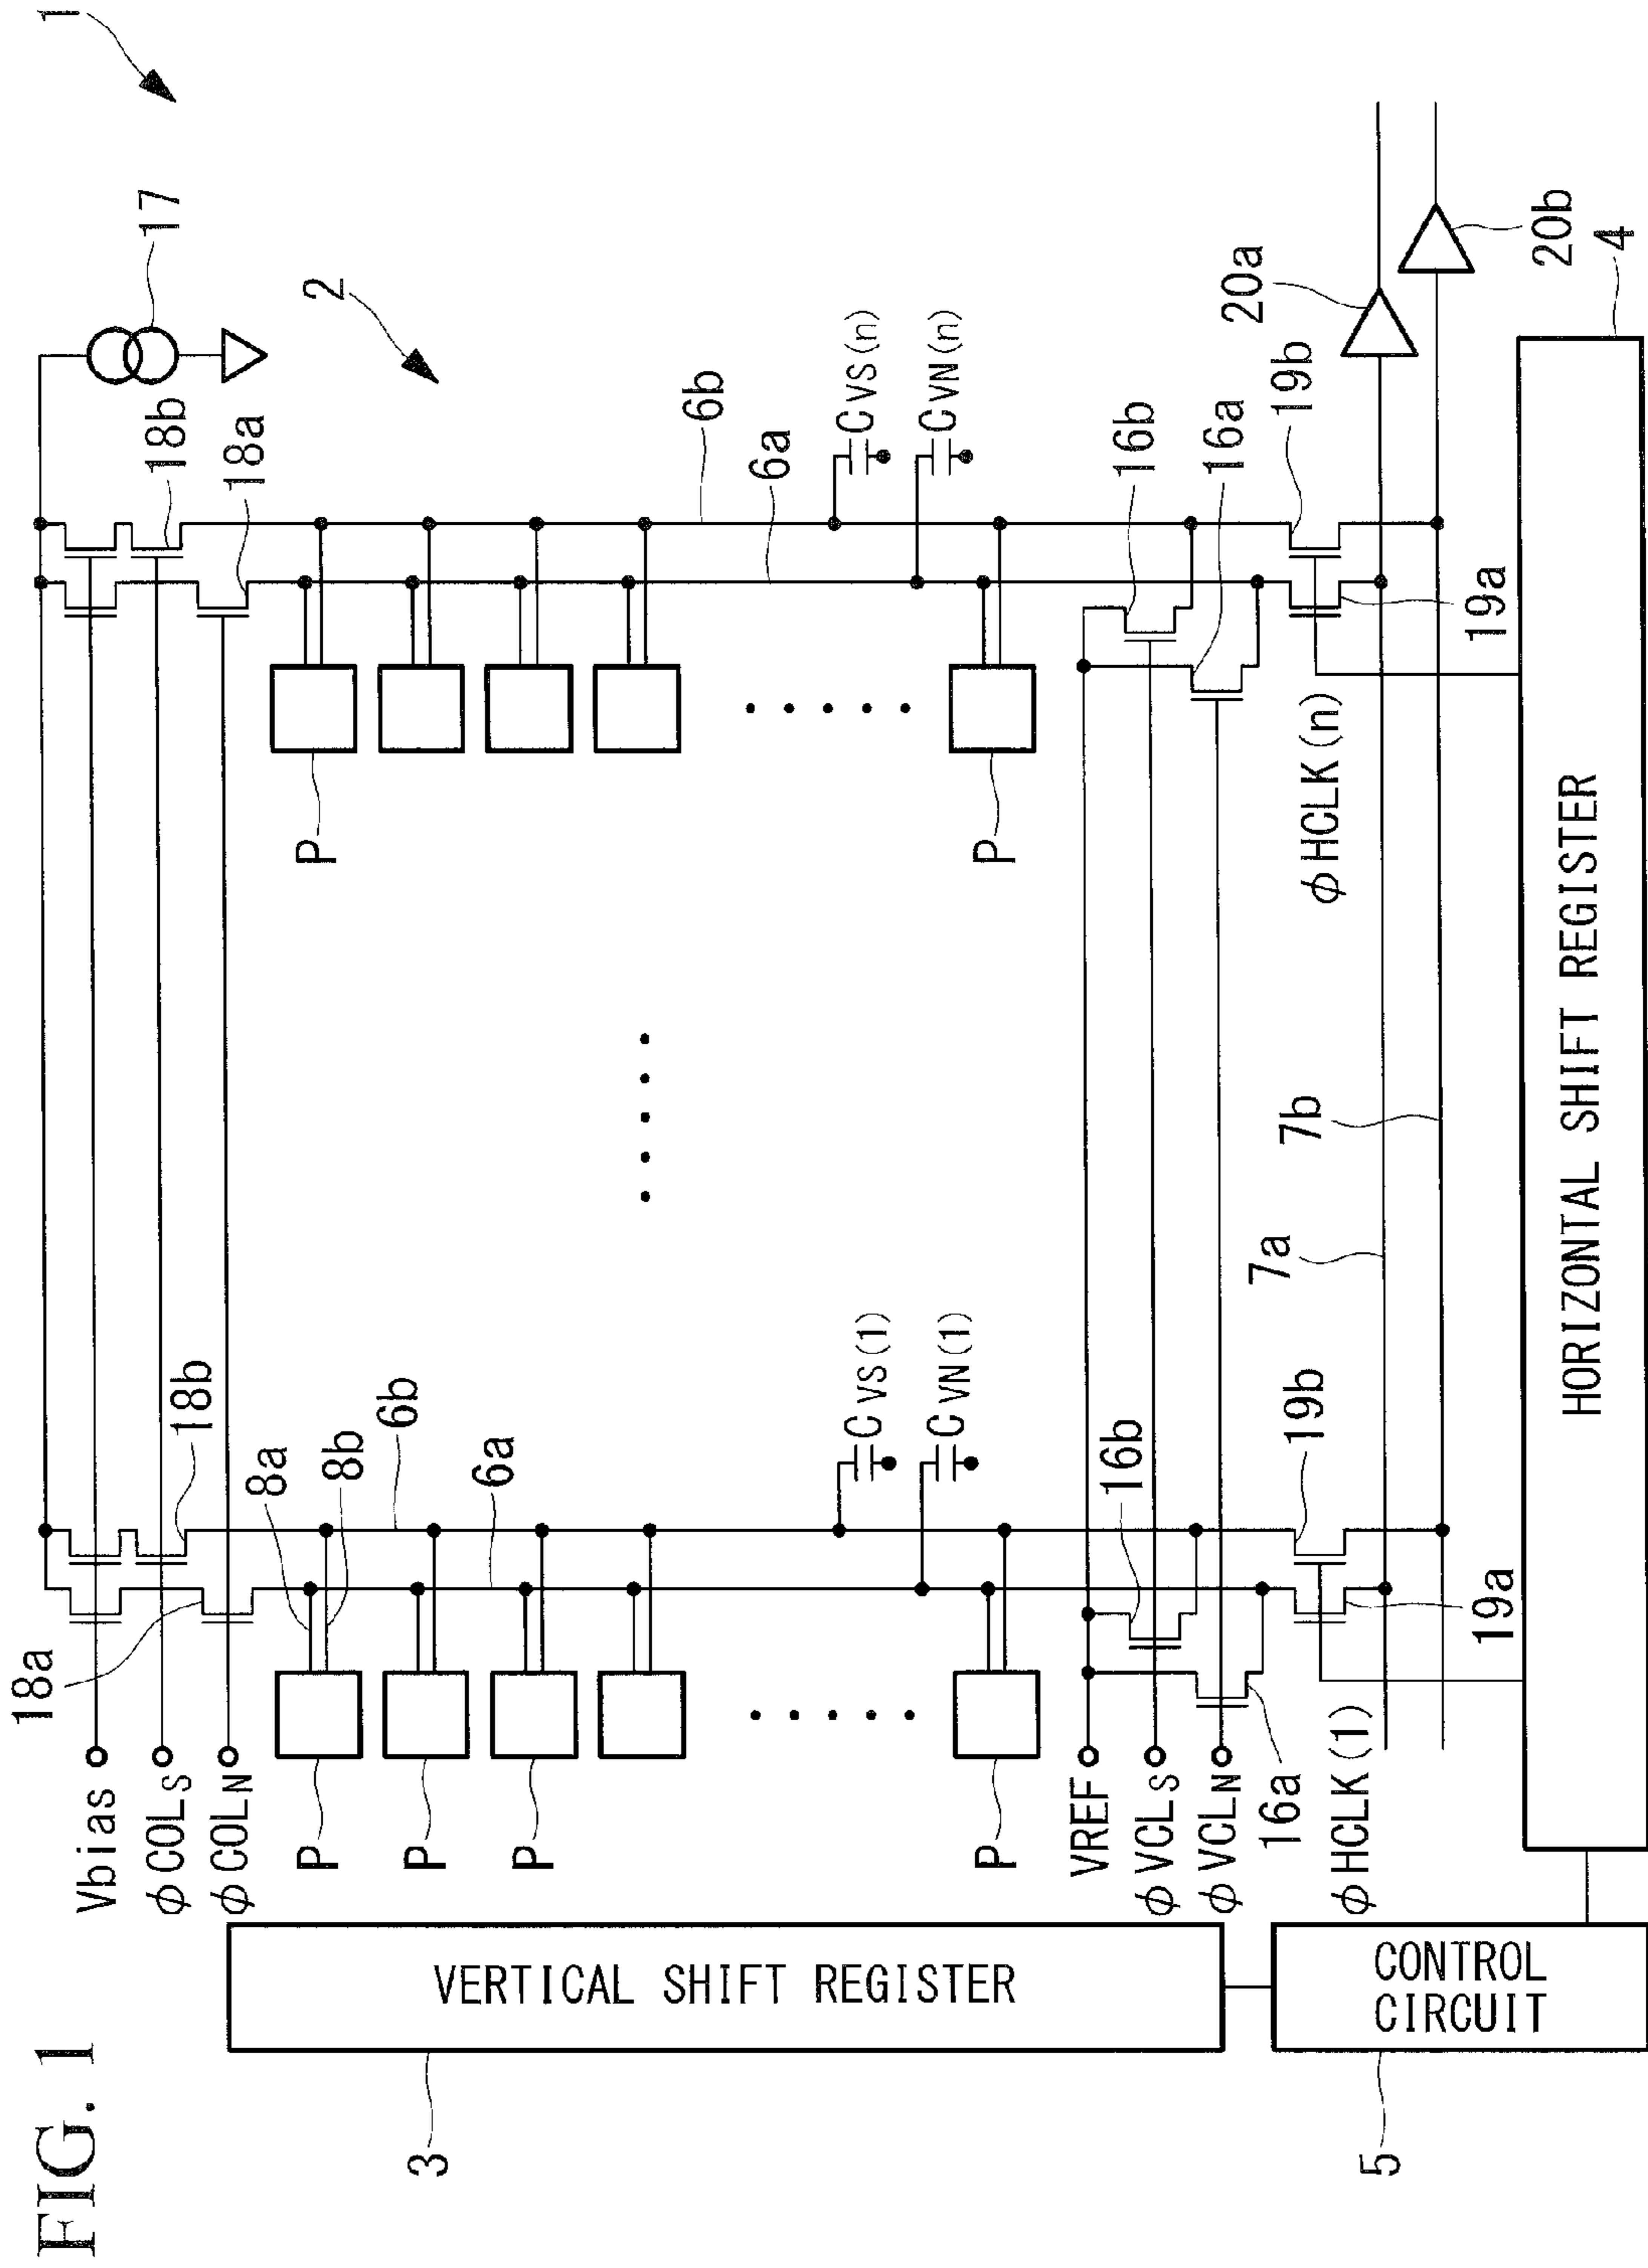 FIG. 1
1
17
2
18b
18a
18a
18b
Vbias
φCOLS
φCOLN
8a
8b
6b
6a
6b
6a
P
P
P
P
P
P
CVS(1)
CVN(1)
CVS(n)
CVN(n)
VREF
φVCLS
φVCLN
16b
16a
16b
16a
φHCLK(1)
φHCLK(n)
19b
19a
19b
19a
7a
7b
20a
20b
VERTICAL SHIFT REGISTER
3
CONTROL
CIRCUIT
5
HORIZONTAL SHIFT REGISTER
4